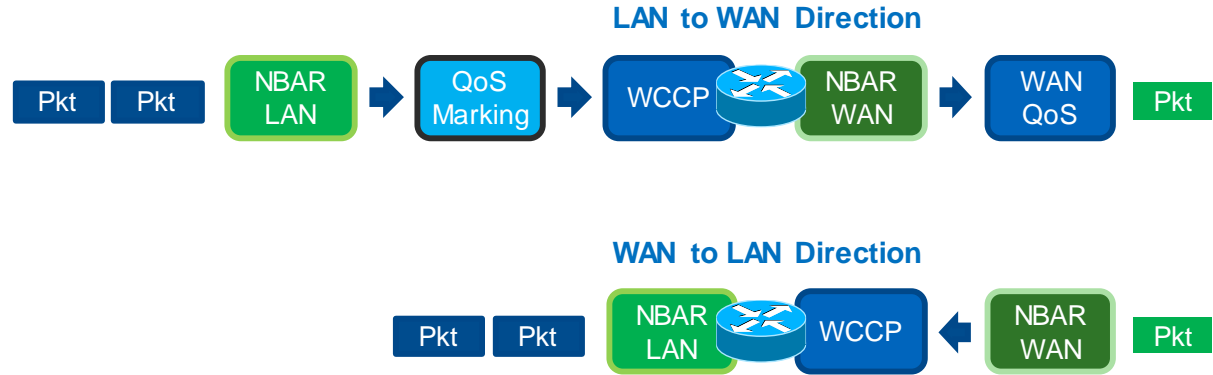 LAN to WAN Direction
Pkt
Pkt
NBAR
LAN
QoS
Marking
WCCP
NBAR
WAN
WAN
QoS
Pkt
WAN to LAN Direction
Pkt
Pkt
NBAR
LAN
WCCP
NBAR
WAN
Pkt